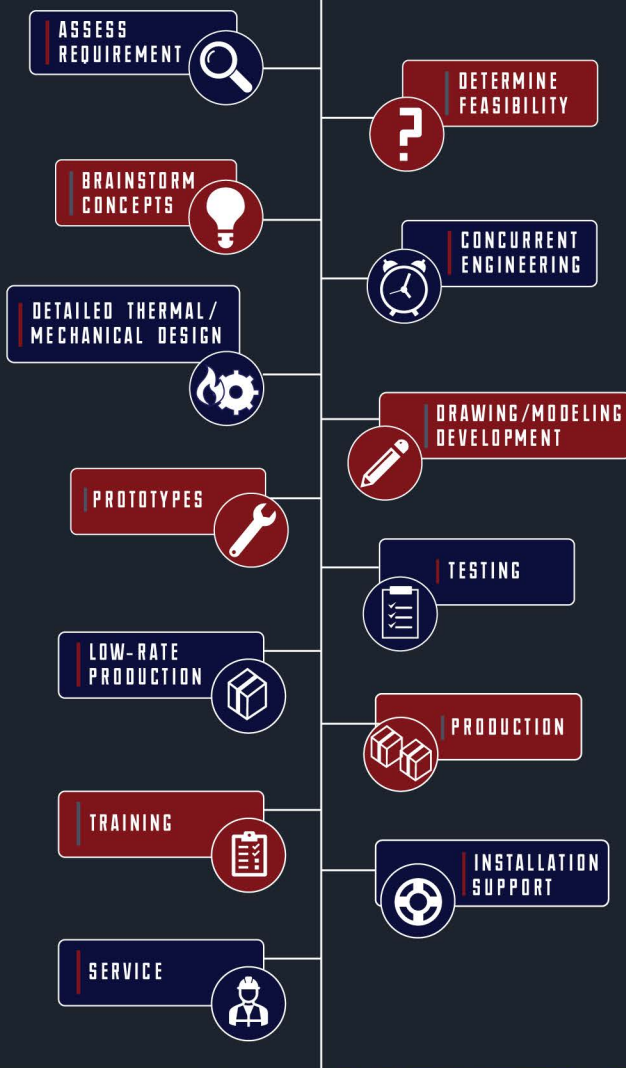 ASSESS
REQUIREMENT
DETERMINE
FEASIBILITY
BRAINSTORM
CONCEPTS
CONCURRENT
ENGINEERING
DETAILED THERMAL/
MECHANICAL DESIGN
DRAWING/MODELING
DEVELOPMENT
PROTOTYPES
TESTING
LOW-RATE
PRODUCTION
PRODUCTION
TRAINING
INSTALLATION
SUPPORT
SERVICE